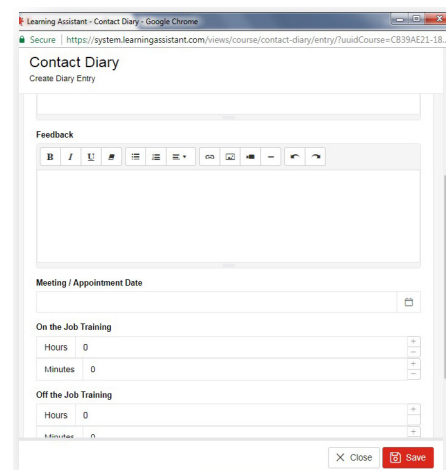 Learning Assistant - Contact Diary - Google Chrome
Secure | https://system.learningassistant.com/views/course/contact-diary/entry/?uuidCourse=C839AE21-18...
Contact Diary
Create Diary Entry
Feedback
B I U
Meeting / Appointment Date
On the Job Training
Hours 0
Minutes 0
Off the Job Training
Hours 0
Minutes 0
Close Save